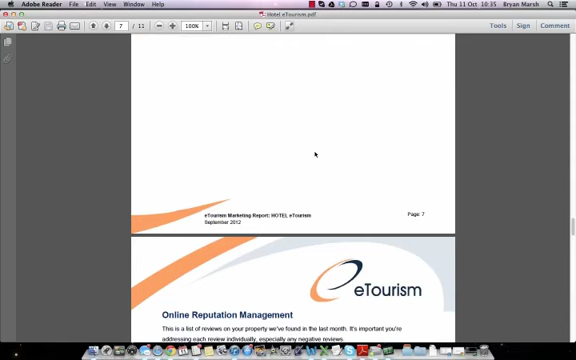 Adobe Reader File Edit View Window Help Thu 11 Oct 10:35 Bryan Marsh
Hotel eTourism.pdf
7 / 11 100% Tools Sign Comment
eTourism Marketing Report: HOTEL eTourism Page: 7
September 2012
eTourism
Online Reputation Management
This is a list of reviews on your property we've found in the last month. It's important you're
addressing each review individually, especially any negative reviews.